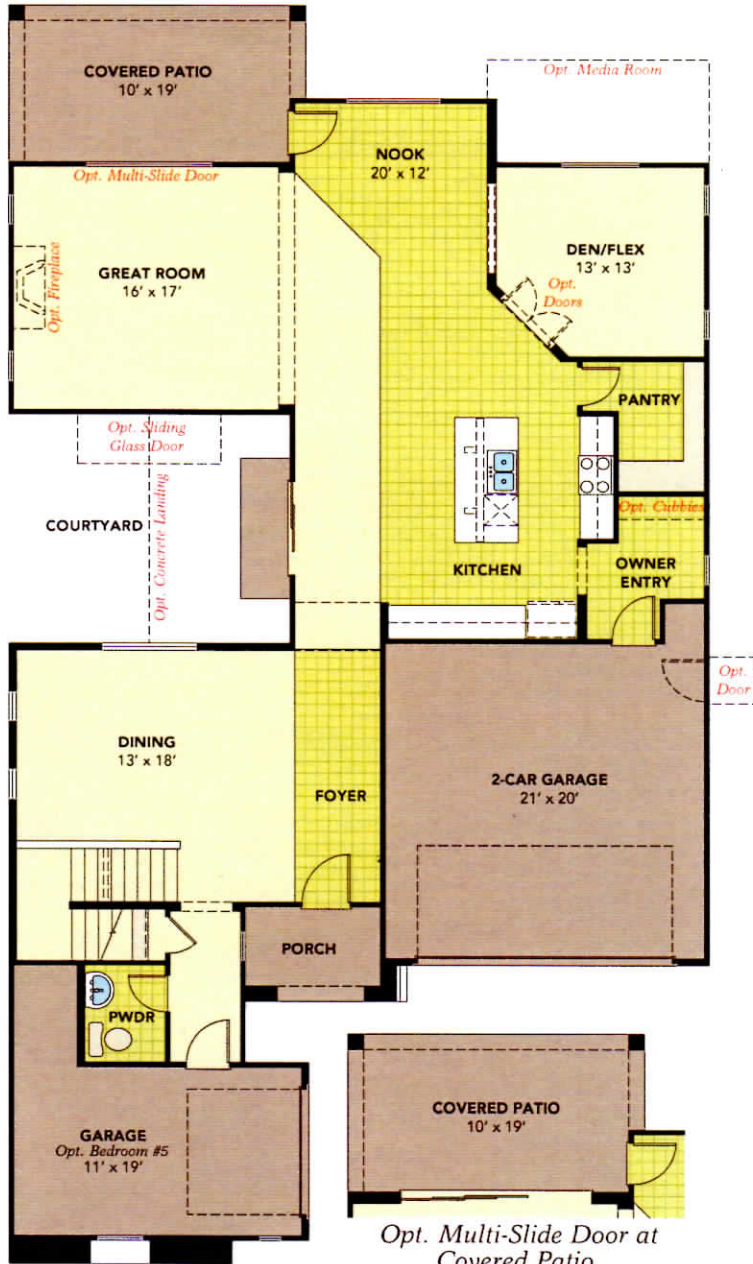 COVERED PATIO
10' x 19'
Opt. Media Room
NOOK
20' x 12'
Opt. Multi-Slide Door
GREAT ROOM
16' x 17'
Opt. Fireplace
DEN/FLEX
13' x 13'
Opt.
Doors
PANTRY
Opt. Sliding
Glass Door
COURTYARD
Opt. Concrete Landing
Opt. Cubbies
OWNER
ENTRY
KITCHEN
Opt.
Door
DINING
13' x 18'
FOYER
2-CAR GARAGE
21' x 20'
PORCH
PWDR
GARAGE
Opt. Bedroom #5
11' x 19'
COVERED PATIO
10' x 19'
Opt. Multi-Slide Door at
Covered Patio